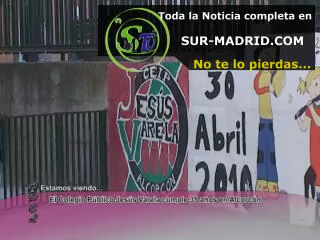 Toda la Noticia completa en
SUR-MADRID.COM
No te lo pierdas...
CEIP
JESÚS
VARELA
ALCORCÓN
30
Abril
2010
Estamos viendo...
El Colegio Público Jesús Varela cumple 35 años en Alcorcón